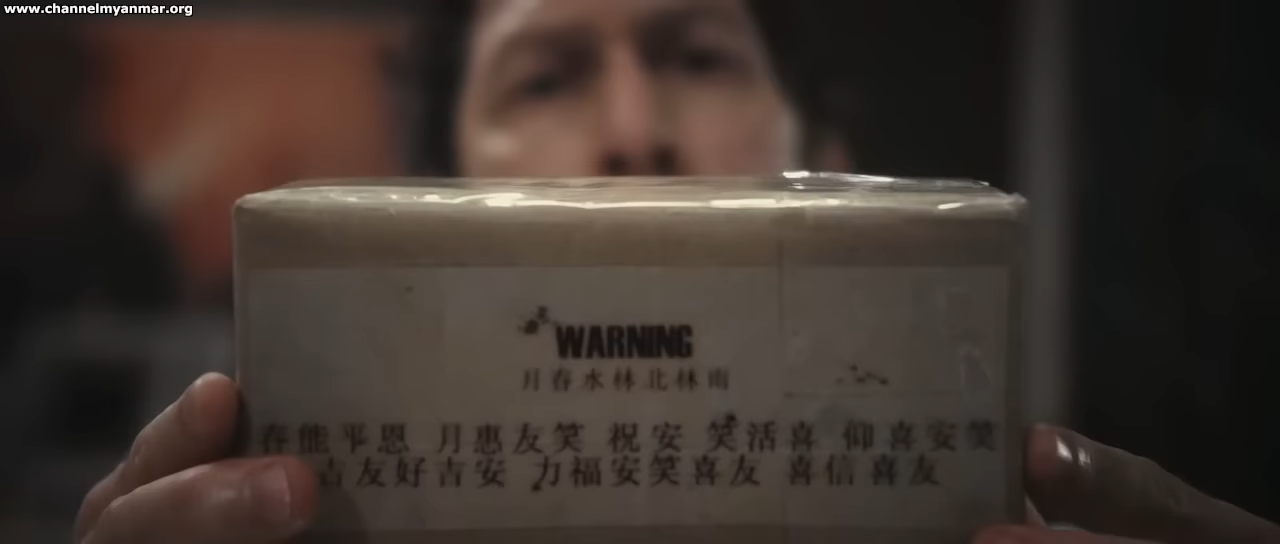 www.channelmyanmar.org
WARNING
月春水林北林雨
春能平恩 月惠友笑 祝安 笑活喜 仰喜安笑
吉友好吉安 力福安笑喜友 喜信喜友